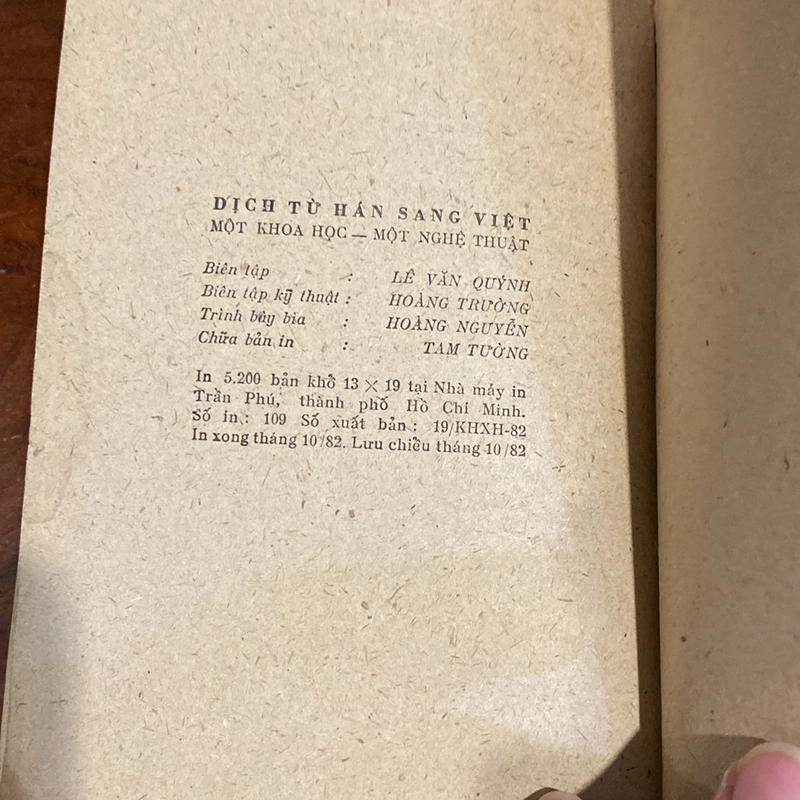 DỊCH TỪ HÁN SANG VIỆT
MỘT KHOA HỌC — MỘT NGHỆ THUẬT
Biên tập : LÊ VĂN QUÝNH
Biên tập kỹ thuật : HOÀNG TRƯỜNG
Trình bày bìa : HOÀNG NGUYỄN
Chữa bản in : TAM TƯỜNG
In 5.200 bản khổ 13 × 19 tại Nhà máy in
Trần Phú, thành phố Hồ Chí Minh.
Số in : 109 Số xuất bản : 19/KHXH-82
In xong tháng 10/82. Lưu chiểu tháng 10/82